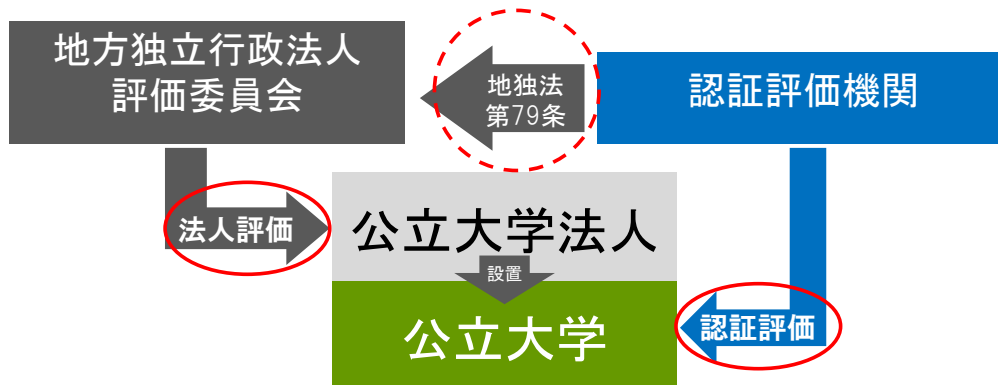 地方独立行政法人
評価委員会
地独法
第79条
認証評価機関
法人評価
公立大学法人
設置
公立大学
認証評価